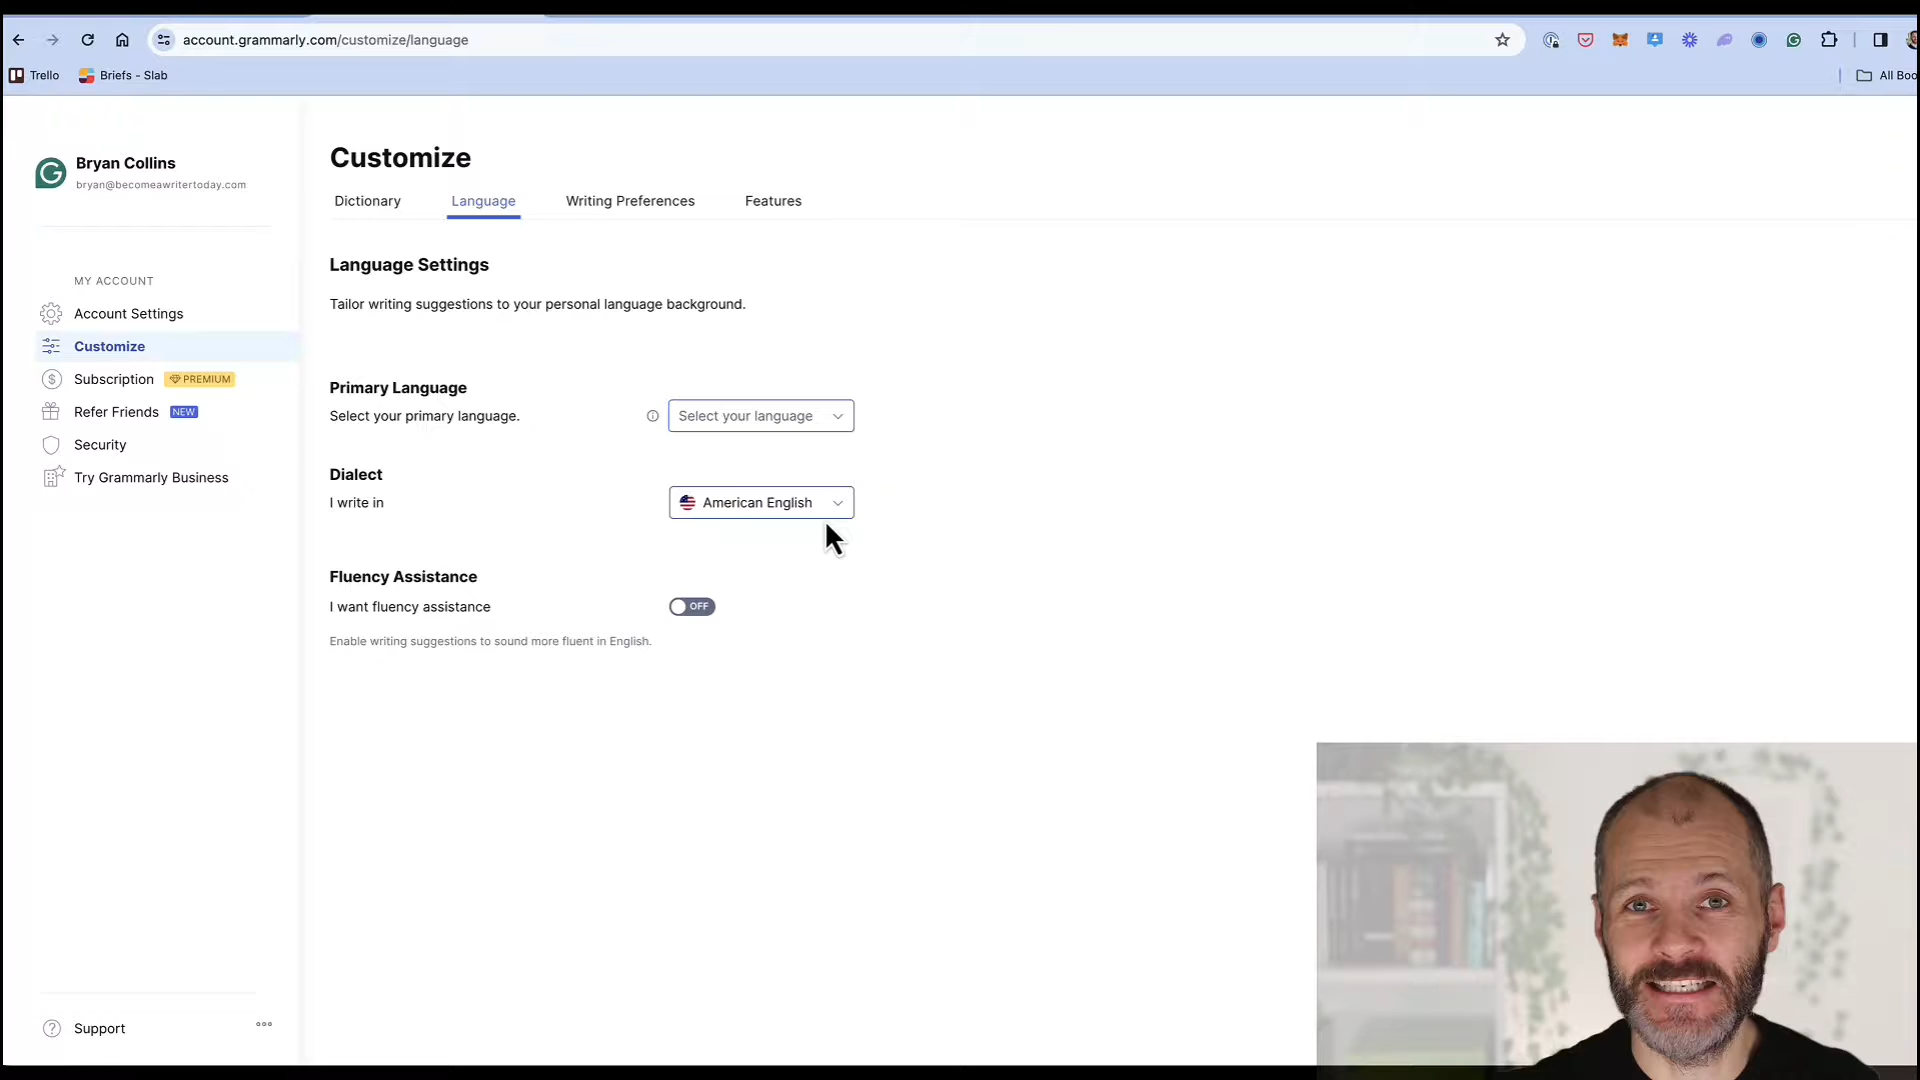 account.grammarly.com/customize/language
Trello
Briefs - Slab
All Boo
Bryan Collins
bryan@becomeawritertoday.com
MY ACCOUNT
Account Settings
Customize
Subscription PREMIUM
Refer Friends NEW
Security
Try Grammarly Business
Support
Customize
Dictionary Language Writing Preferences Features
Language Settings
Tailor writing suggestions to your personal language background.
Primary Language
Select your primary language. Select your language
Dialect
I write in American English
Fluency Assistance
I want fluency assistance OFF
Enable writing suggestions to sound more fluent in English.